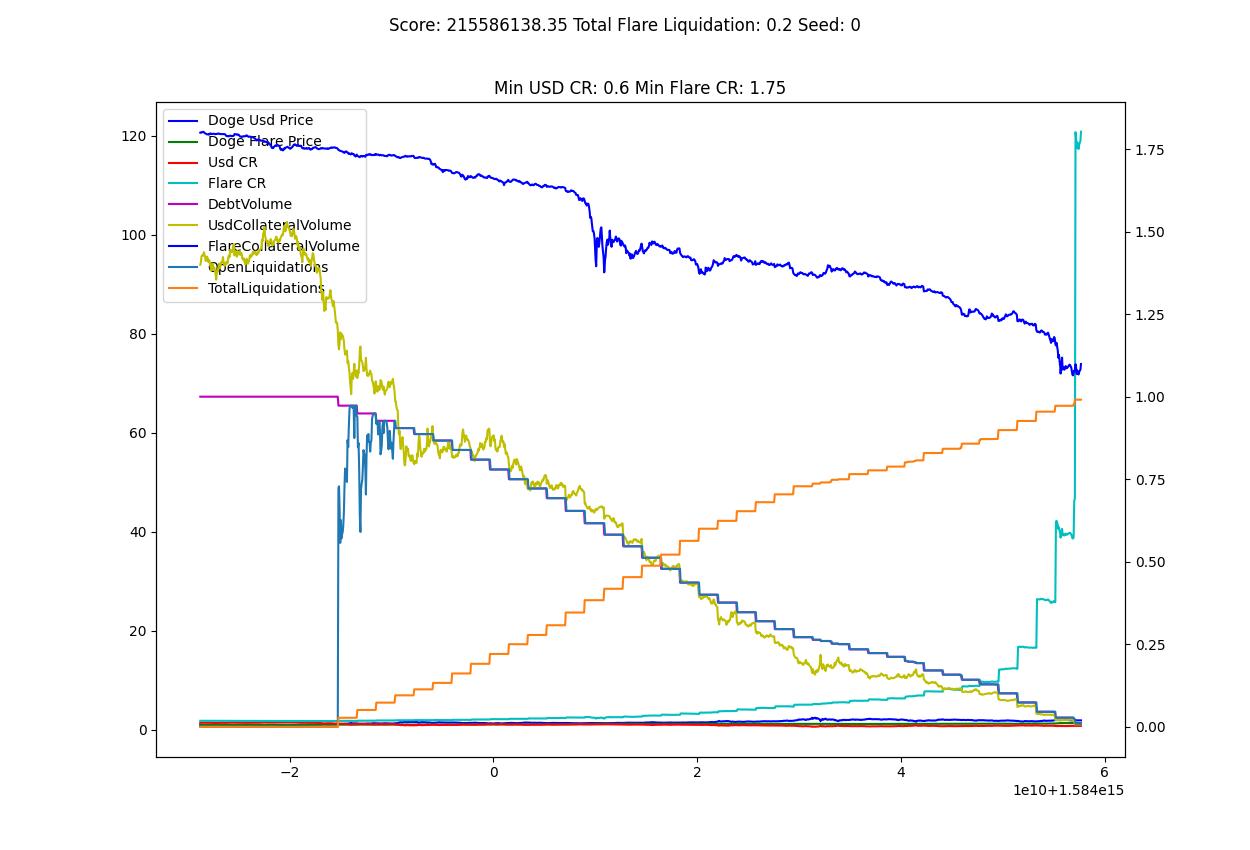 Score: 215586138.35 Total Flare Liquidation: 0.2 Seed: 0
Min USD CR: 0.6 Min Flare CR: 1.75
Doge Usd Price
Doge Flare Price
Usd CR
Flare CR
DebtVolume
UsdCollateralVolume
FlareCollateralVolume
OpenLiquidations
TotalLiquidations
120
100
80
60
40
20
0
1.75
1.50
1.25
1.00
0.75
0.50
0.25
0.00
−2
0
2
4
6
1e10+1.584e15